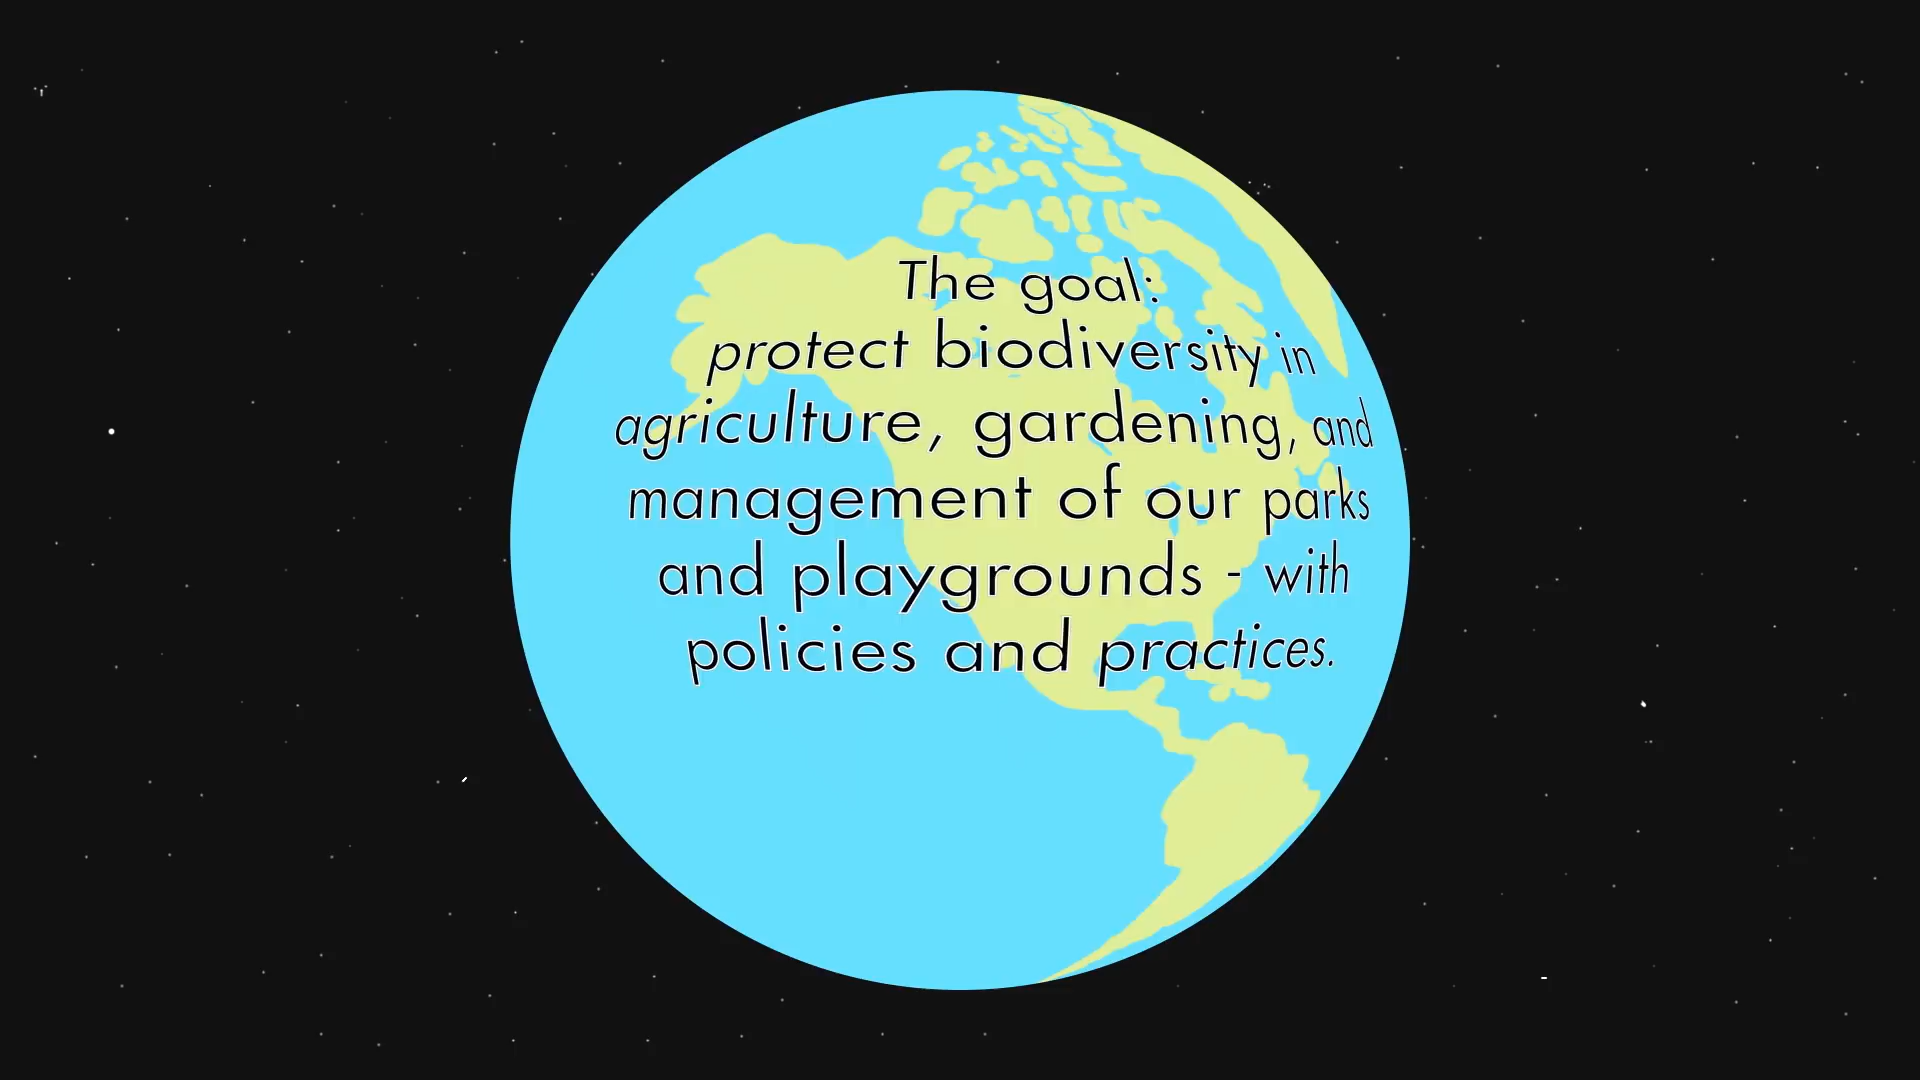 The goal:
protect biodiversity in
agriculture, gardening, and
management of our parks
and playgrounds - with
policies and practices.